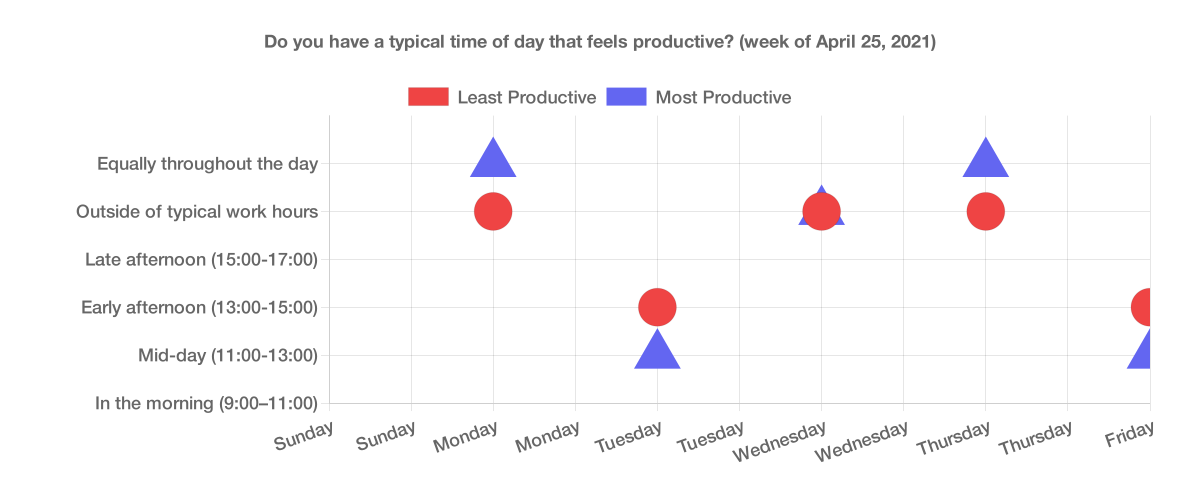 Do you have a typical time of day that feels productive? (week of April 25, 2021)
Least Productive Most Productive
Equally throughout the day
Outside of typical work hours
Late afternoon (15:00-17:00)
Early afternoon (13:00-15:00)
Mid-day (11:00-13:00)
In the morning (9:00–11:00)
Sunday Sunday Monday Monday Tuesday Tuesday Wednesday Wednesday Thursday Thursday Friday